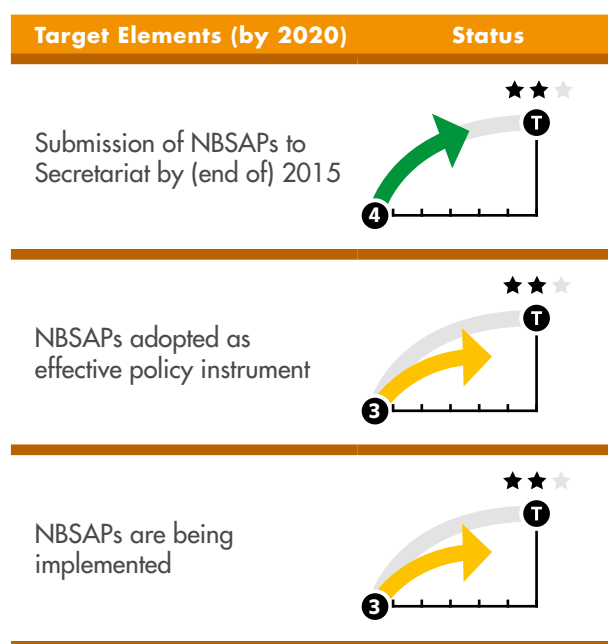 Target Elements (by 2020) Status
Submission of NBSAPs to
Secretariat by (end of) 2015
T
4
NBSAPs adopted as
effective policy instrument
T
3
NBSAPs are being
implemented
T
3